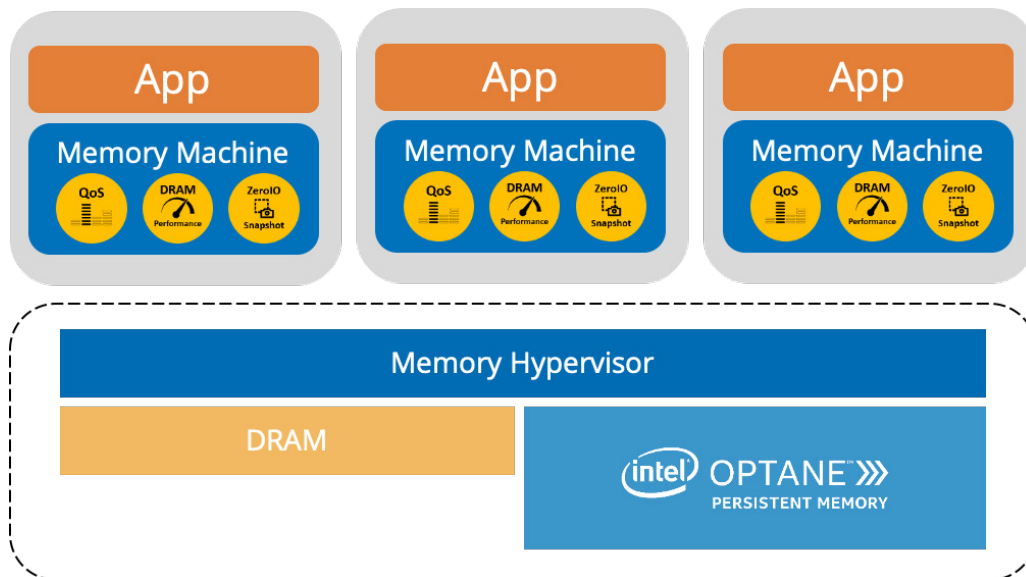 App
App
App
Memory Machine
Memory Machine
Memory Machine
QoS
DRAM
Performance
ZeroIO
Snapshot
QoS
DRAM
Performance
ZeroIO
Snapshot
QoS
DRAM
Performance
ZeroIO
Snapshot
Memory Hypervisor
DRAM
intel OPTANE™
PERSISTENT MEMORY